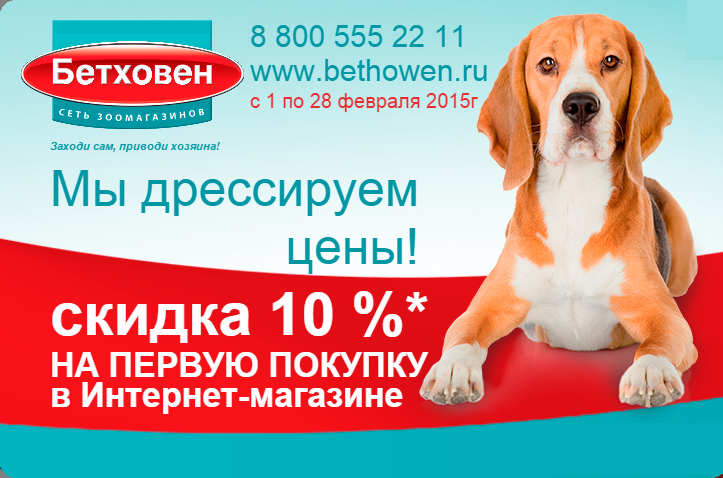 Бетховен
СЕТЬ ЗООМАГАЗИНОВ
Заходи сам, приводи хозяина!
8 800 555 22 11
www.bethowen.ru
с 1 по 28 февраля 2015г
Мы дрессируем
цены!
скидка 10 %*
НА ПЕРВУЮ ПОКУПКУ
в Интернет-магазине